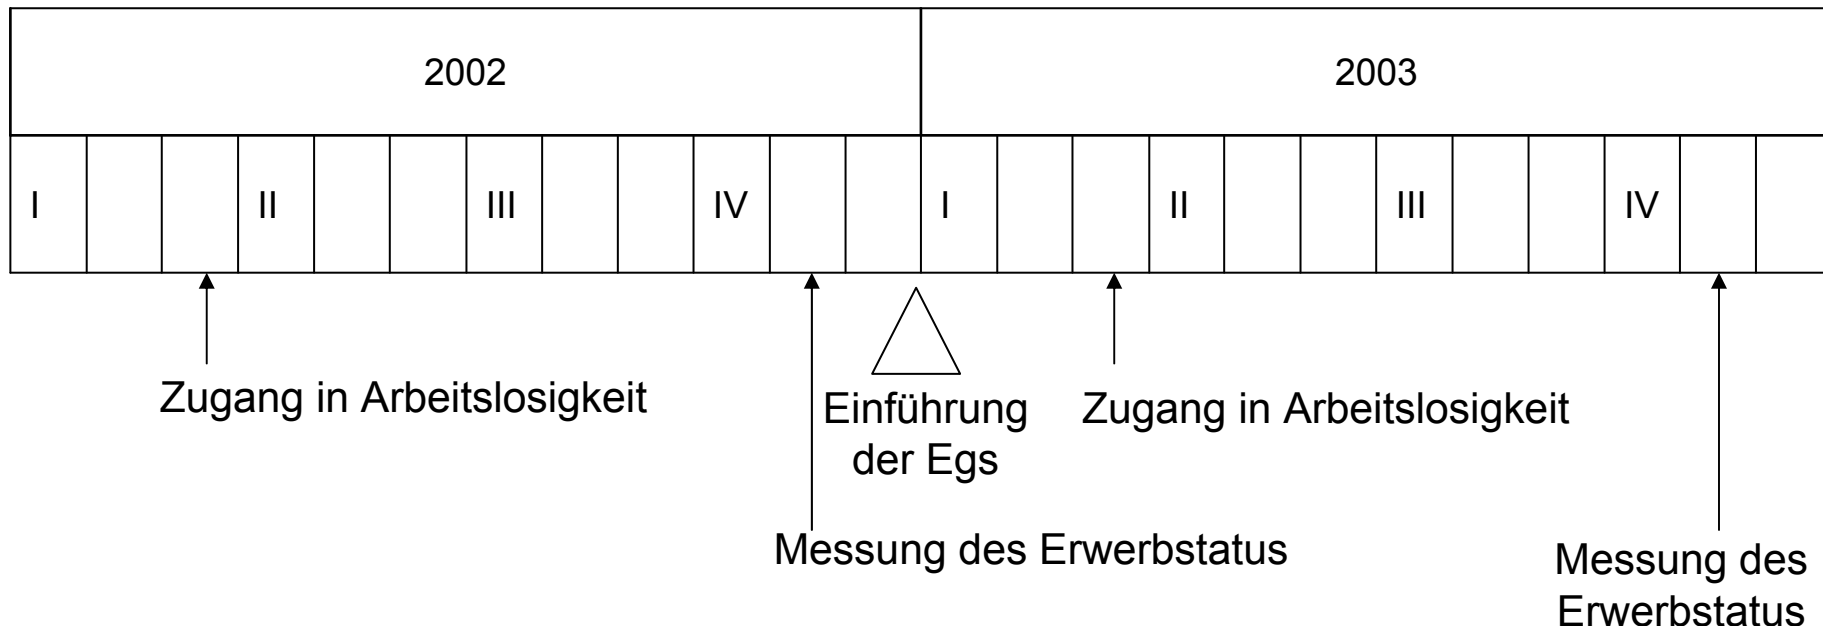 2002
2003
I
II
III
IV
I
II
III
IV
Zugang in Arbeitslosigkeit
Einführung
der Egs
Zugang in Arbeitslosigkeit
Messung des Erwerbstatus
Messung des
Erwerbstatus